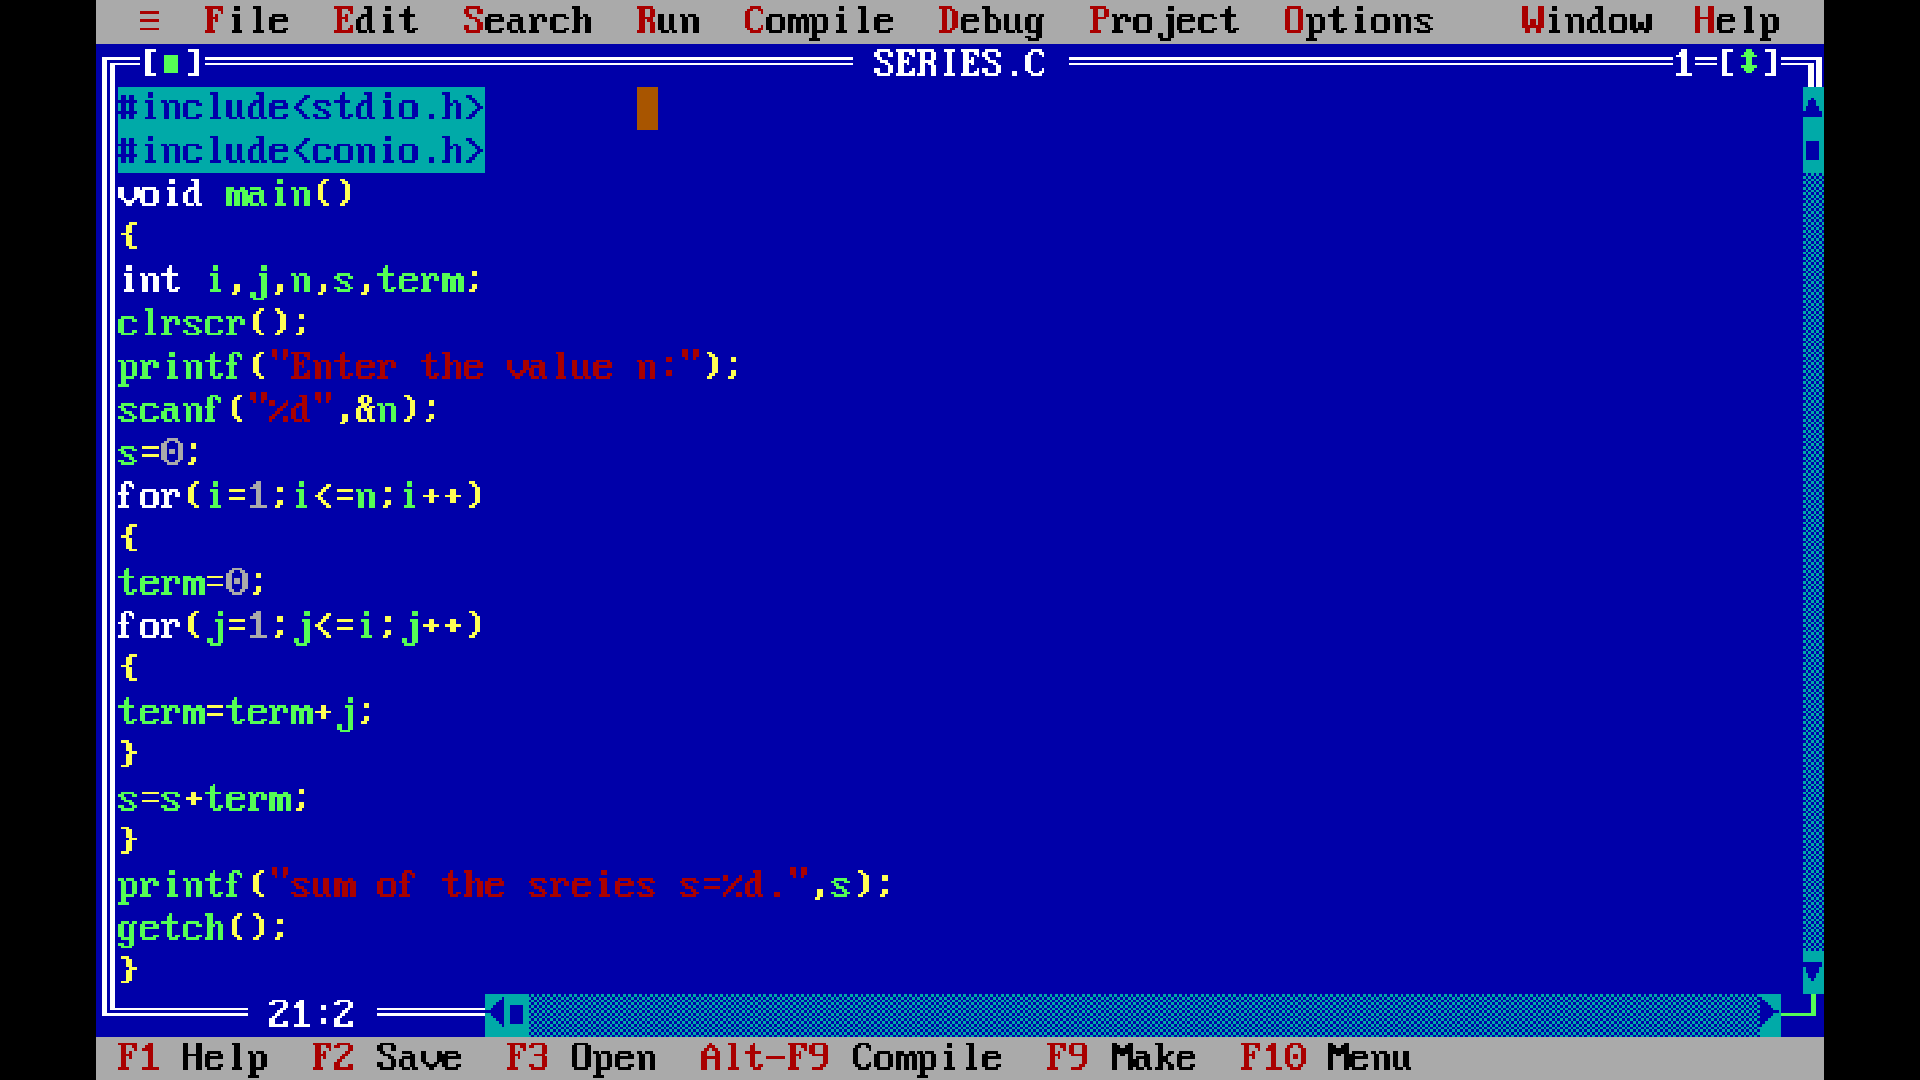 ≡ File Edit Search Run Compile Debug Project Options Window Help
[■] SERIES.C 1=[↕]
#include<stdio.h>
#include<conio.h>
void main()
{
int i,j,n,s,term;
clrscr();
printf("Enter the value n:");
scanf("%d",&n);
s=0;
for(i=1;i<=n;i++)
{
term=0;
for(j=1;j<=i;j++)
{
term=term+j;
}
s=s+term;
}
printf("sum of the sreies s=%d.",s);
getch();
}
21:2
F1 Help F2 Save F3 Open Alt-F9 Compile F9 Make F10 Menu